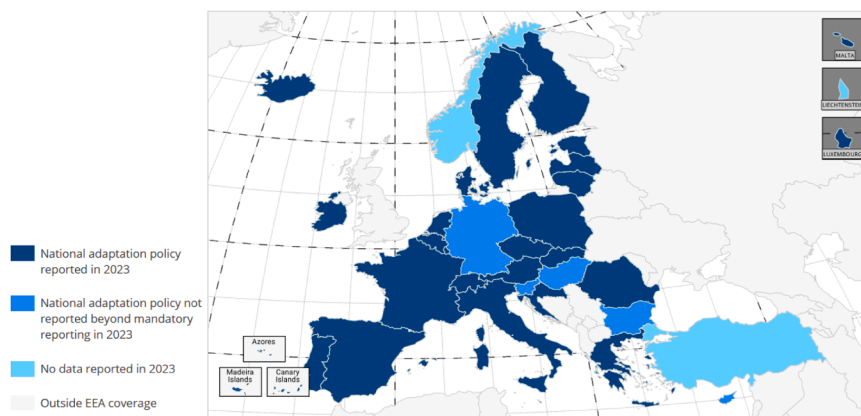 MALTA
LIECHTENSTEIN
LUXEMBOURG
National adaptation policy
reported in 2023
National adaptation policy not
reported beyond mandatory
reporting in 2023
Azores
No data reported in 2023
Madeira
Islands
Canary
Islands
Outside EEA coverage